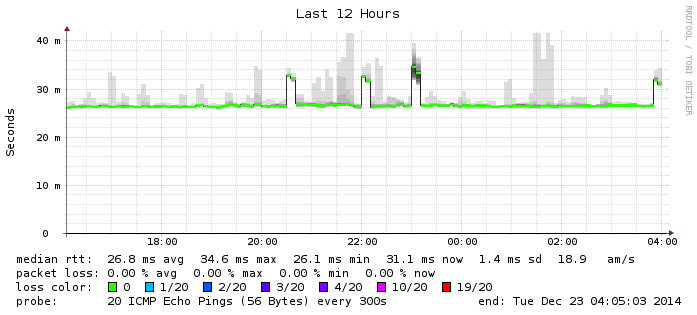 Last 12 Hours
RRDTOOL / TOBI OETIKER
Seconds
40 m
30 m
20 m
10 m
0
18:00 20:00 22:00 00:00 02:00 04:00
median rtt: 26.8 ms avg 34.6 ms max 26.1 ms min 31.1 ms now 1.4 ms sd 18.9 am/s
packet loss: 0.00 % avg 0.00 % max 0.00 % min 0.00 % now
loss color: 0 1/20 2/20 3/20 4/20 10/20 19/20
probe: 20 ICMP Echo Pings (56 Bytes) every 300s end: Tue Dec 23 04:05:03 2014